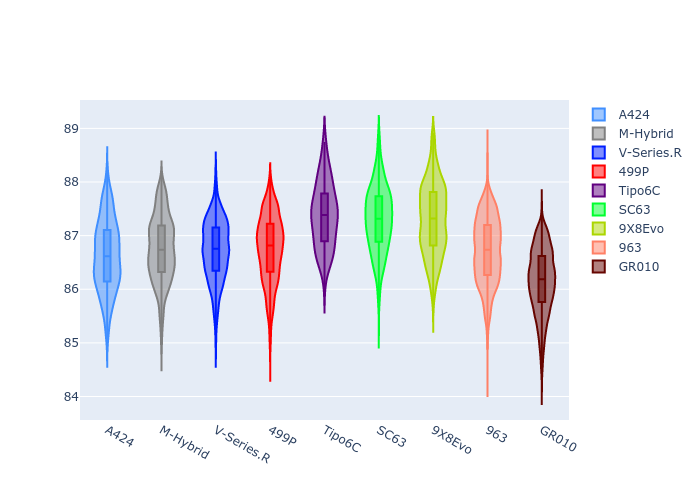 89
88
87
86
85
84
A424
M-Hybrid
V-Series.R
499P
Tipo6C
SC63
9X8Evo
963
GR010
A424
M-Hybrid
V-Series.R
499P
Tipo6C
SC63
9X8Evo
963
GR010